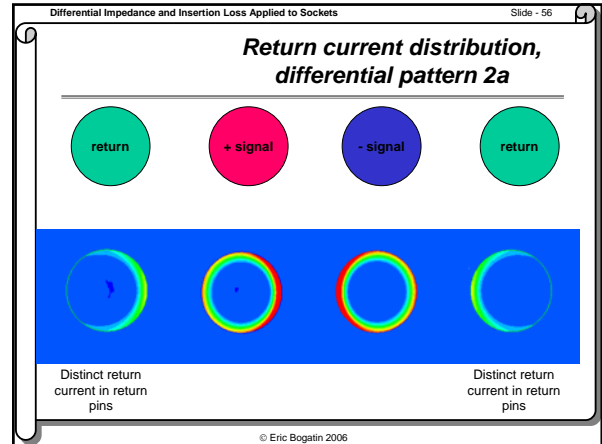 Differential Impedance and Insertion Loss Applied to Sockets Slide - 56
Return current distribution,
differential pattern 2a
return + signal - signal return
Distinct return
current in return
pins
Distinct return
current in return
pins
© Eric Bogatin 2006